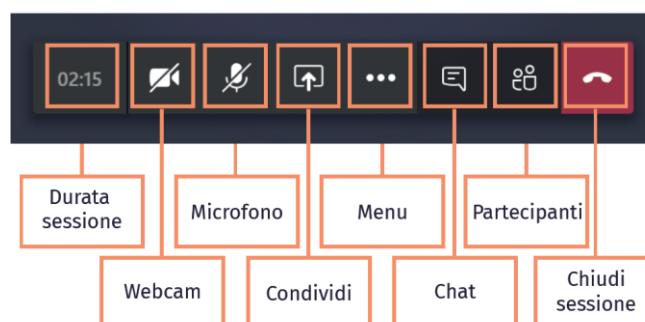 02:15
Durata
sessione
Microfono
Menu
Partecipanti
Webcam
Condividi
Chat
Chiudi
sessione